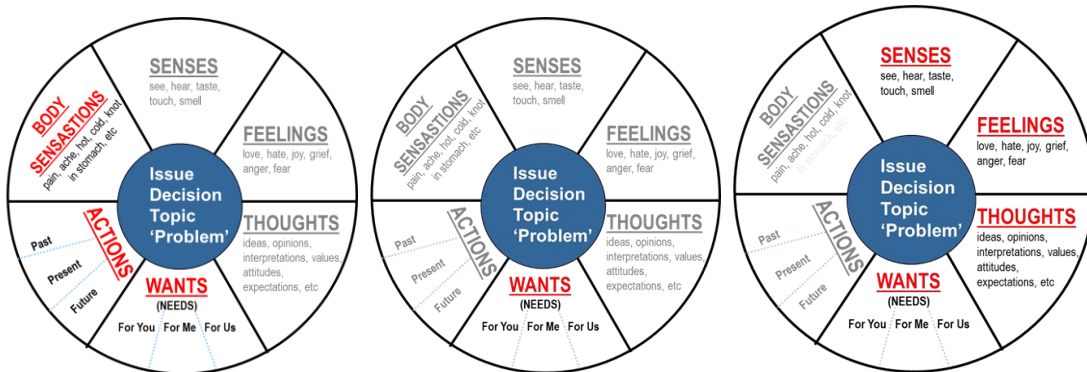 SENSES
see, hear, taste,
touch, smell
FEELINGS
love, hate, joy, grief,
anger, fear
THOUGHTS
ideas, opinions,
interpretations, values,
attitudes,
expectations, etc
WANTS
(NEEDS)
For You For Me For Us
ACTIONS
Past
Present
Future
BODY
SENSASTIONS
pain, ache, hot, cold, knot
in stomach, etc
Issue
Decision
Topic
‘Problem’
SENSES
see, hear, taste,
touch, smell
FEELINGS
love, hate, joy, grief,
anger, fear
THOUGHTS
ideas, opinions,
interpretations, values,
attitudes,
expectations, etc
WANTS
(NEEDS)
For You For Me For Us
ACTIONS
Past
Present
Future
BODY
SENSASTIONS
pain, ache, hot, cold, knot
in stomach, etc
Issue
Decision
Topic
‘Problem’
SENSES
see, hear, taste,
touch, smell
FEELINGS
love, hate, joy, grief,
anger, fear
THOUGHTS
ideas, opinions,
interpretations, values,
attitudes,
expectations, etc
WANTS
(NEEDS)
For You For Me For Us
ACTIONS
Past
Present
Future
BODY
SENSASTIONS
pain, ache, hot, cold, knot
in stomach, etc
Issue
Decision
Topic
‘Problem’